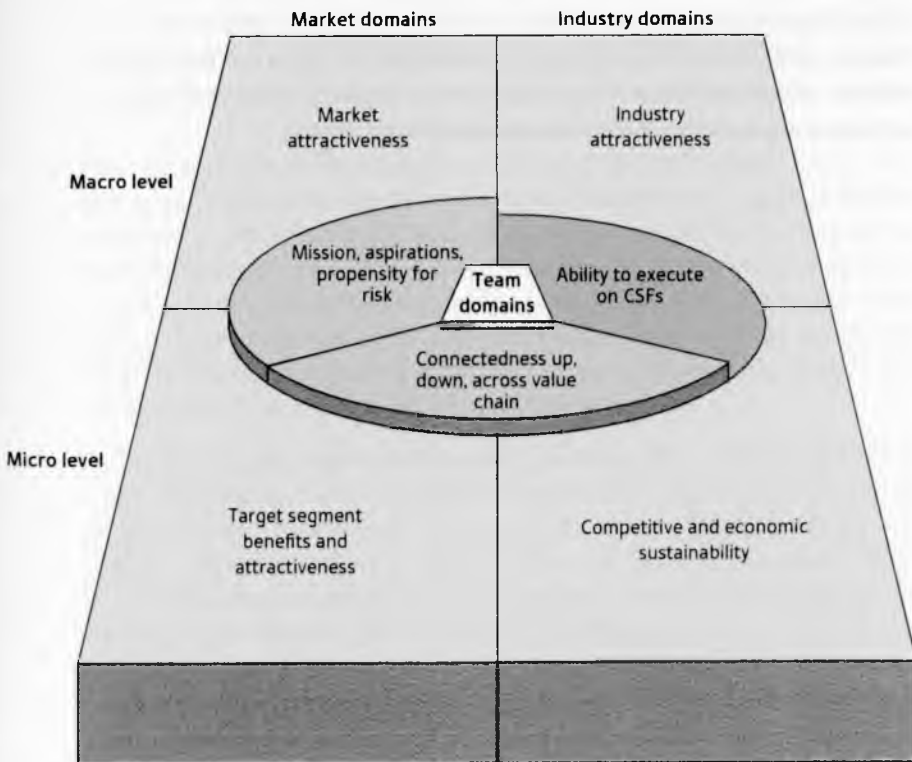 Market domains
Industry domains
Market
attractiveness
Industry
attractiveness
Macro level
Mission, aspirations,
propensity for
risk
Team
domains
Ability to execute
on CSFs
Connectedness up,
down, across value
chain
Micro level
Target segment
benefits and
attractiveness
Competitive and economic
sustainability